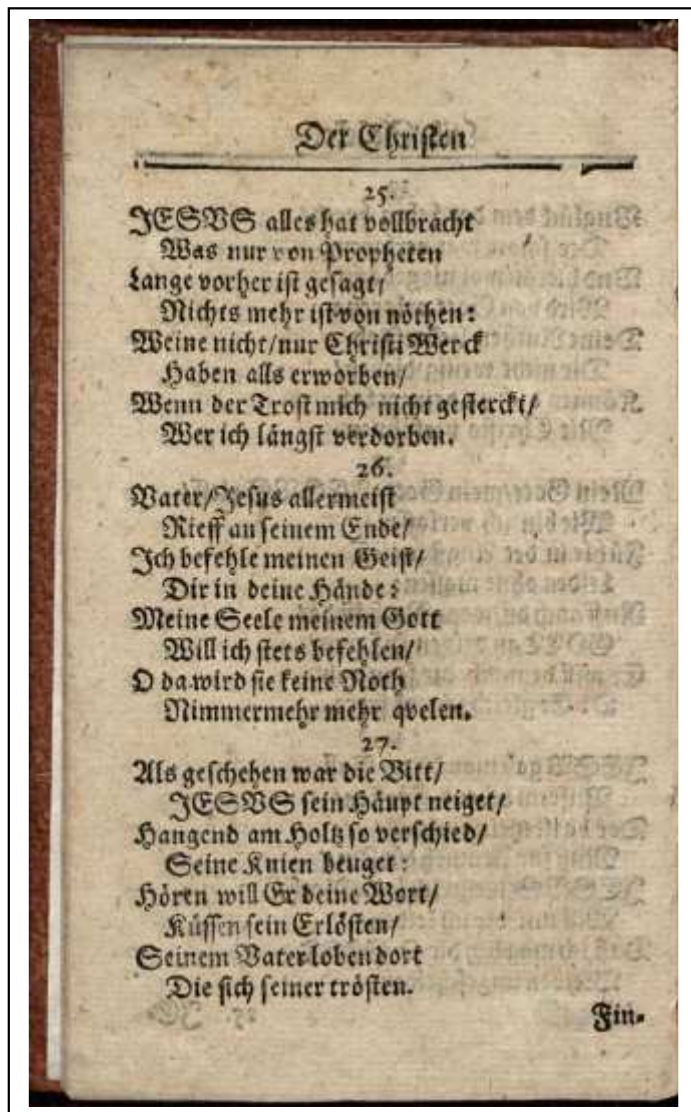 Der Christen
25.
JESVS alles hat vollbracht
Was nur von Propheten
Lange vorher ist gesagt/
Nichts mehr ist von nöthen:
Weine nicht/nur Christi Werck
Haben alls erworben/
Wenn der Trost mich nicht gesterckt/
Wer ich längst verdorben.
26.
Vater/Jesus allermeist
Rieff an seinem Ende/
Ich befehle meinen Geist/
Dir in deine Hände:
Meine Seele meinem Gott
Will ich stets befehlen/
O da wird sie keine Noth
Nimmermehr mehr qvelen.
27.
Als geschehen war die Bitt/
JESVS sein Häupt neiget/
Hangend am Holtz so verschied/
Seine Knien beuget:
Hören will Er deine Wort/
Küssen sein Erlösten/
Seinem Vater loben dort
Die sich seiner trösten.
Fin-